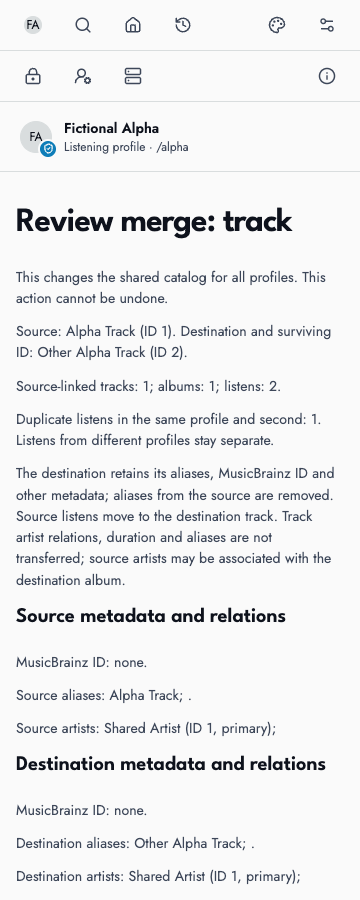 FA
FA
Fictional Alpha
Listening profile · /alpha
Review merge: track
This changes the shared catalog for all profiles. This
action cannot be undone.
Source: Alpha Track (ID 1). Destination and surviving
ID: Other Alpha Track (ID 2).
Source-linked tracks: 1; albums: 1; listens: 2.
Duplicate listens in the same profile and second: 1.
Listens from different profiles stay separate.
The destination retains its aliases, MusicBrainz ID and
other metadata; aliases from the source are removed.
Source listens move to the destination track. Track
artist relations, duration and aliases are not
transferred; source artists may be associated with the
destination album.
Source metadata and relations
MusicBrainz ID: none.
Source aliases: Alpha Track; .
Source artists: Shared Artist (ID 1, primary);
Destination metadata and relations
MusicBrainz ID: none.
Destination aliases: Other Alpha Track; .
Destination artists: Shared Artist (ID 1, primary);